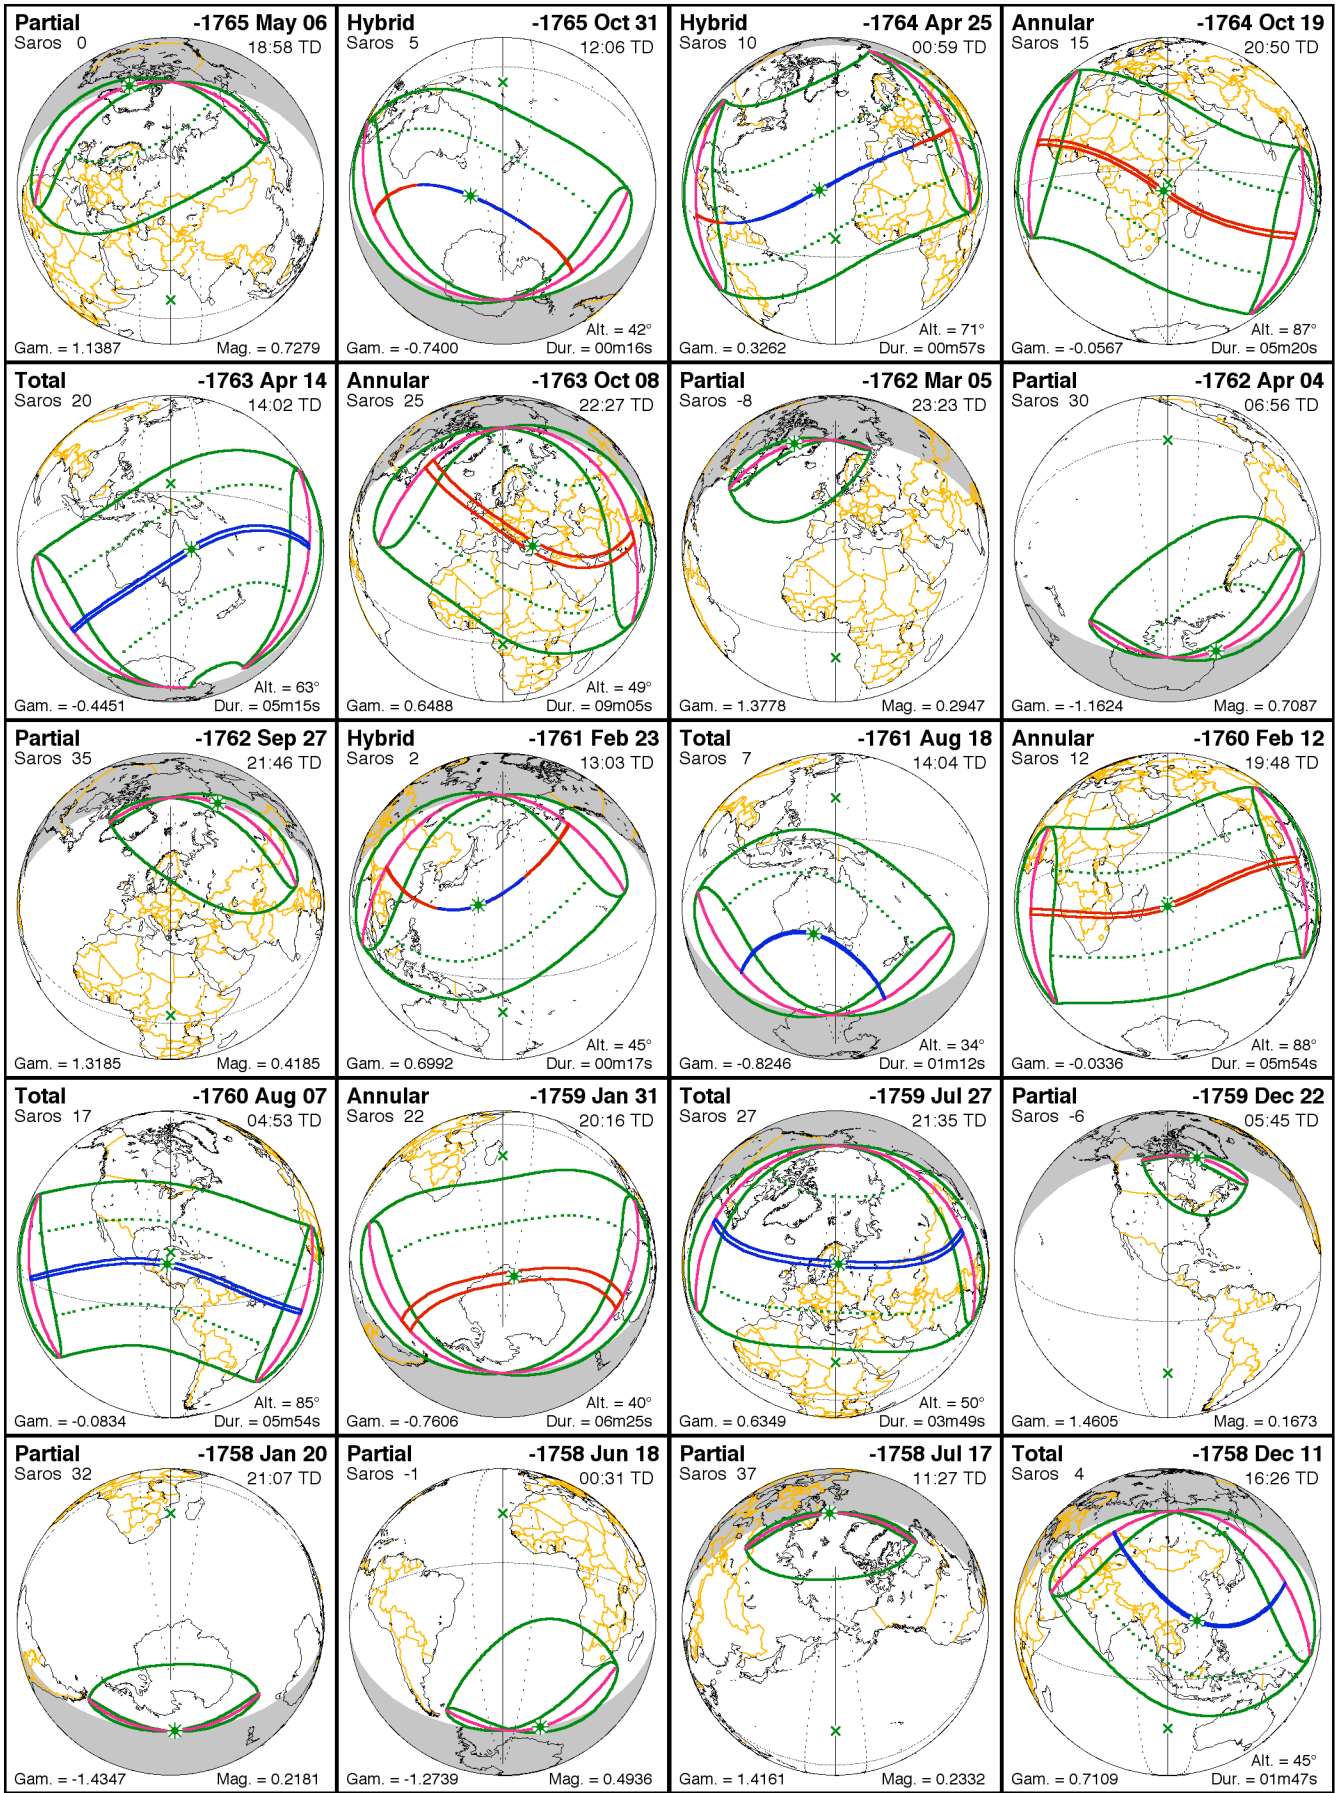 Partial -1765 May 06
Saros 0 18:58 TD
Gam. = 1.1387 Mag. = 0.7279
Hybrid -1765 Oct 31
Saros 5 12:06 TD
Alt. = 42°
Gam. = -0.7400 Dur. = 00m16s
Hybrid -1764 Apr 25
Saros 10 00:59 TD
Alt. = 71°
Gam. = 0.3262 Dur. = 00m57s
Annular -1764 Oct 19
Saros 15 20:50 TD
Alt. = 87°
Gam. = -0.0567 Dur. = 05m20s
Total -1763 Apr 14
Saros 20 14:02 TD
Alt. = 63°
Gam. = -0.4451 Dur. = 05m15s
Annular -1763 Oct 08
Saros 25 22:27 TD
Alt. = 49°
Gam. = 0.6488 Dur. = 09m05s
Partial -1762 Mar 05
Saros -8 23:23 TD
Gam. = 1.3778 Mag. = 0.2947
Partial -1762 Apr 04
Saros 30 06:56 TD
Gam. = -1.1624 Mag. = 0.7087
Partial -1762 Sep 27
Saros 35 21:46 TD
Gam. = 1.3185 Mag. = 0.4185
Hybrid -1761 Feb 23
Saros 2 13:03 TD
Alt. = 45°
Gam. = 0.6992 Dur. = 00m17s
Total -1761 Aug 18
Saros 7 14:04 TD
Alt. = 34°
Gam. = -0.8246 Dur. = 01m12s
Annular -1760 Feb 12
Saros 12 19:48 TD
Alt. = 88°
Gam. = -0.0336 Dur. = 05m54s
Total -1760 Aug 07
Saros 17 04:53 TD
Alt. = 85°
Gam. = -0.0834 Dur. = 05m54s
Annular -1759 Jan 31
Saros 22 20:16 TD
Alt. = 40°
Gam. = -0.7606 Dur. = 06m25s
Total -1759 Jul 27
Saros 27 21:35 TD
Alt. = 50°
Gam. = 0.6349 Dur. = 03m49s
Partial -1759 Dec 22
Saros -6 05:45 TD
Gam. = 1.4605 Mag. = 0.1673
Partial -1758 Jan 20
Saros 32 21:07 TD
Gam. = -1.4347 Mag. = 0.2181
Partial -1758 Jun 18
Saros -1 00:31 TD
Gam. = -1.2739 Mag. = 0.4936
Partial -1758 Jul 17
Saros 37 11:27 TD
Gam. = 1.4161 Mag. = 0.2332
Total -1758 Dec 11
Saros 4 16:26 TD
Alt. = 45°
Gam. = 0.7109 Dur. = 01m47s